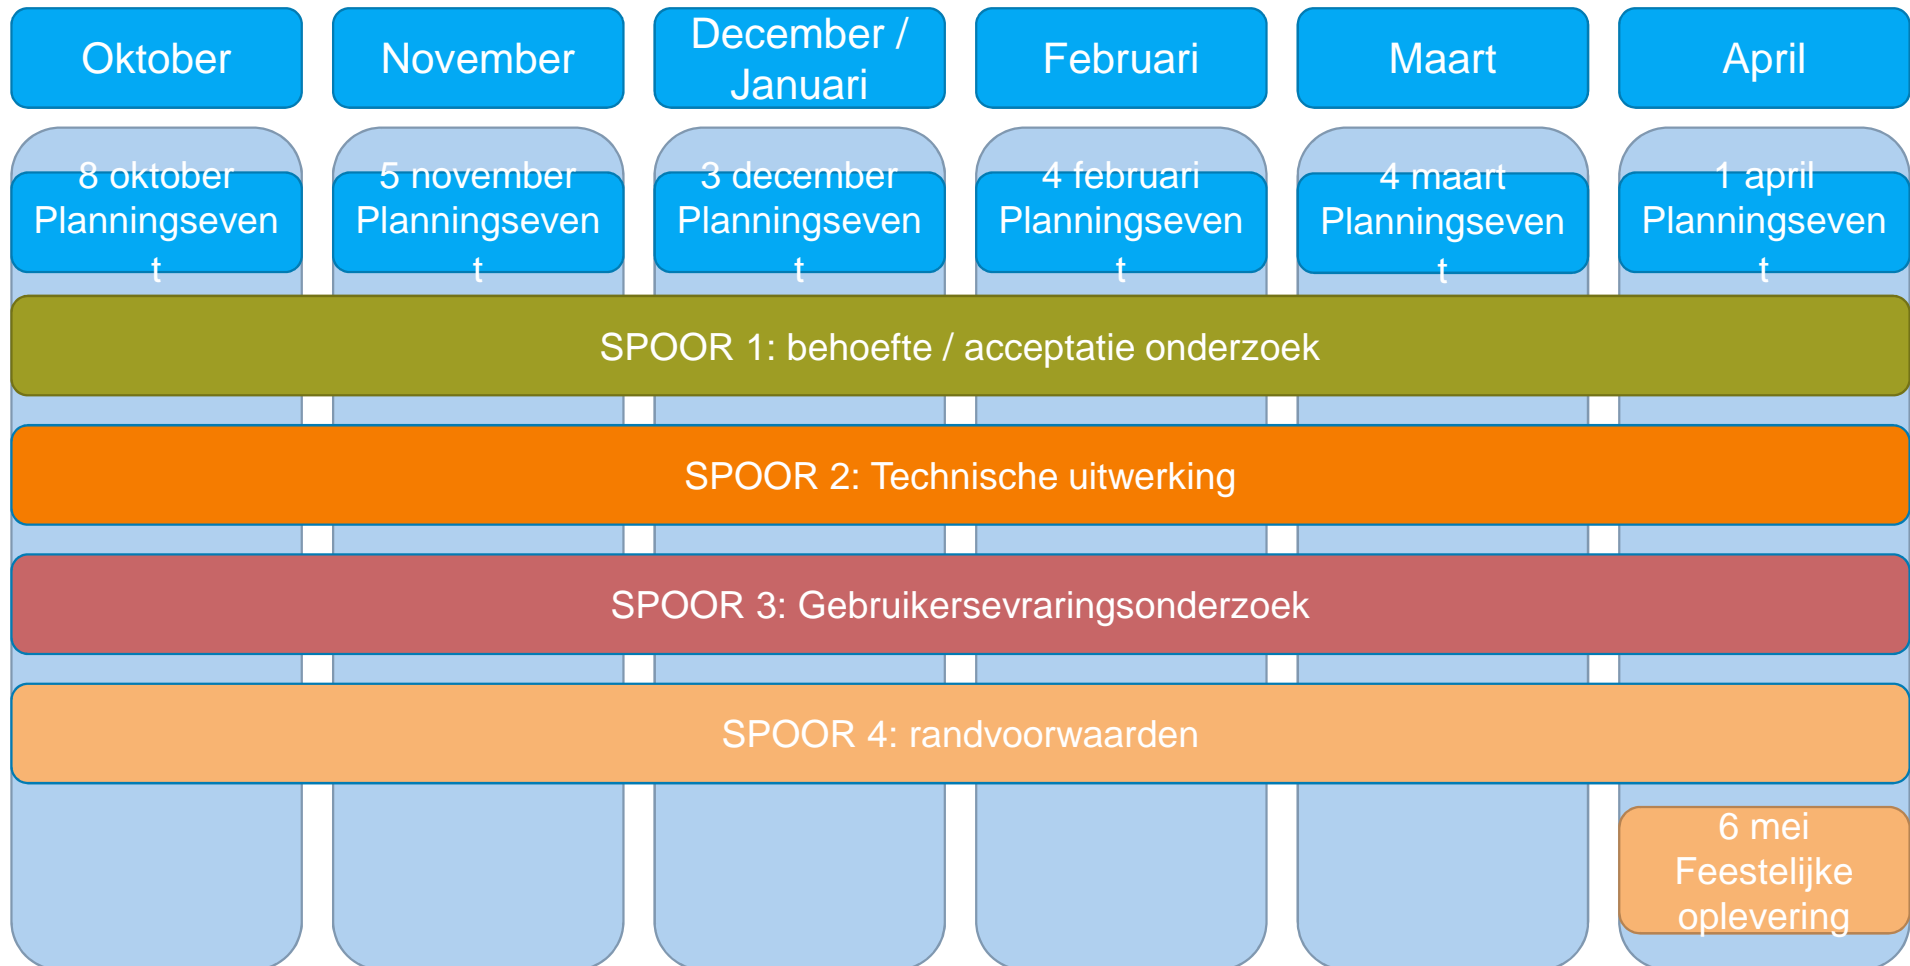 Oktober
November
December /
Januari
Februari
Maart
April
8 oktober
Planningseven
t
5 november
Planningseven
t
3 december
Planningseven
t
4 februari
Planningseven
t
4 maart
Planningseven
t
1 april
Planningseven
t
SPOOR 1: behoefte / acceptatie onderzoek
SPOOR 2: Technische uitwerking
SPOOR 3: Gebruikersevraringsonderzoek
SPOOR 4: randvoorwaarden
6 mei
Feestelijke
oplevering